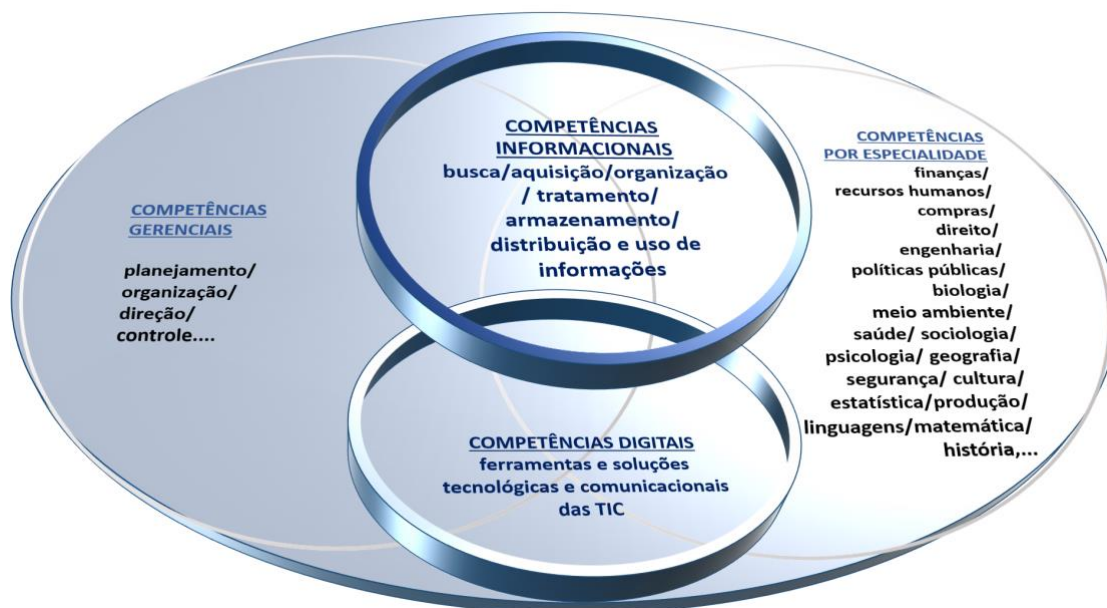 COMPETÊNCIAS
INFORMACIONAIS
busca/aquisição/organização
/ tratamento/
armazenamento/
distribuição e uso de
informações
COMPETÊNCIAS
GERENCIAIS
planejamento/
organização/
direção/
controle....
COMPETÊNCIAS
POR ESPECIALIDADE
finanças/
recursos humanos/
compras/
direito/
engenharia/
políticas públicas/
biologia/
meio ambiente/
saúde/ sociologia/
psicologia/ geografia/
segurança/ cultura/
estatística/produção/
linguagens/matemática/
história,...
COMPETÊNCIAS DIGITAIS
ferramentas e soluções
tecnológicas e comunicacionais
das TIC